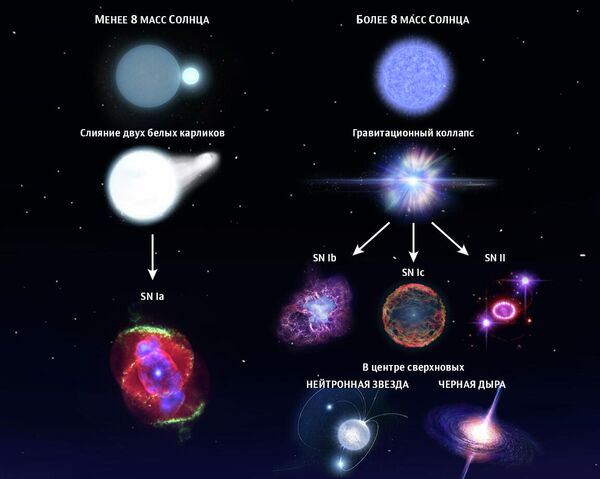 Менее 8 масс Солнца
Более 8 масс Солнца
Слияние двух белых карликов
Гравитационный коллапс
SN Ib
SN Ic
SN II
SN Ia
В центре сверхновых
НЕЙТРОННАЯ ЗВЕЗДА
ЧЕРНАЯ ДЫРА